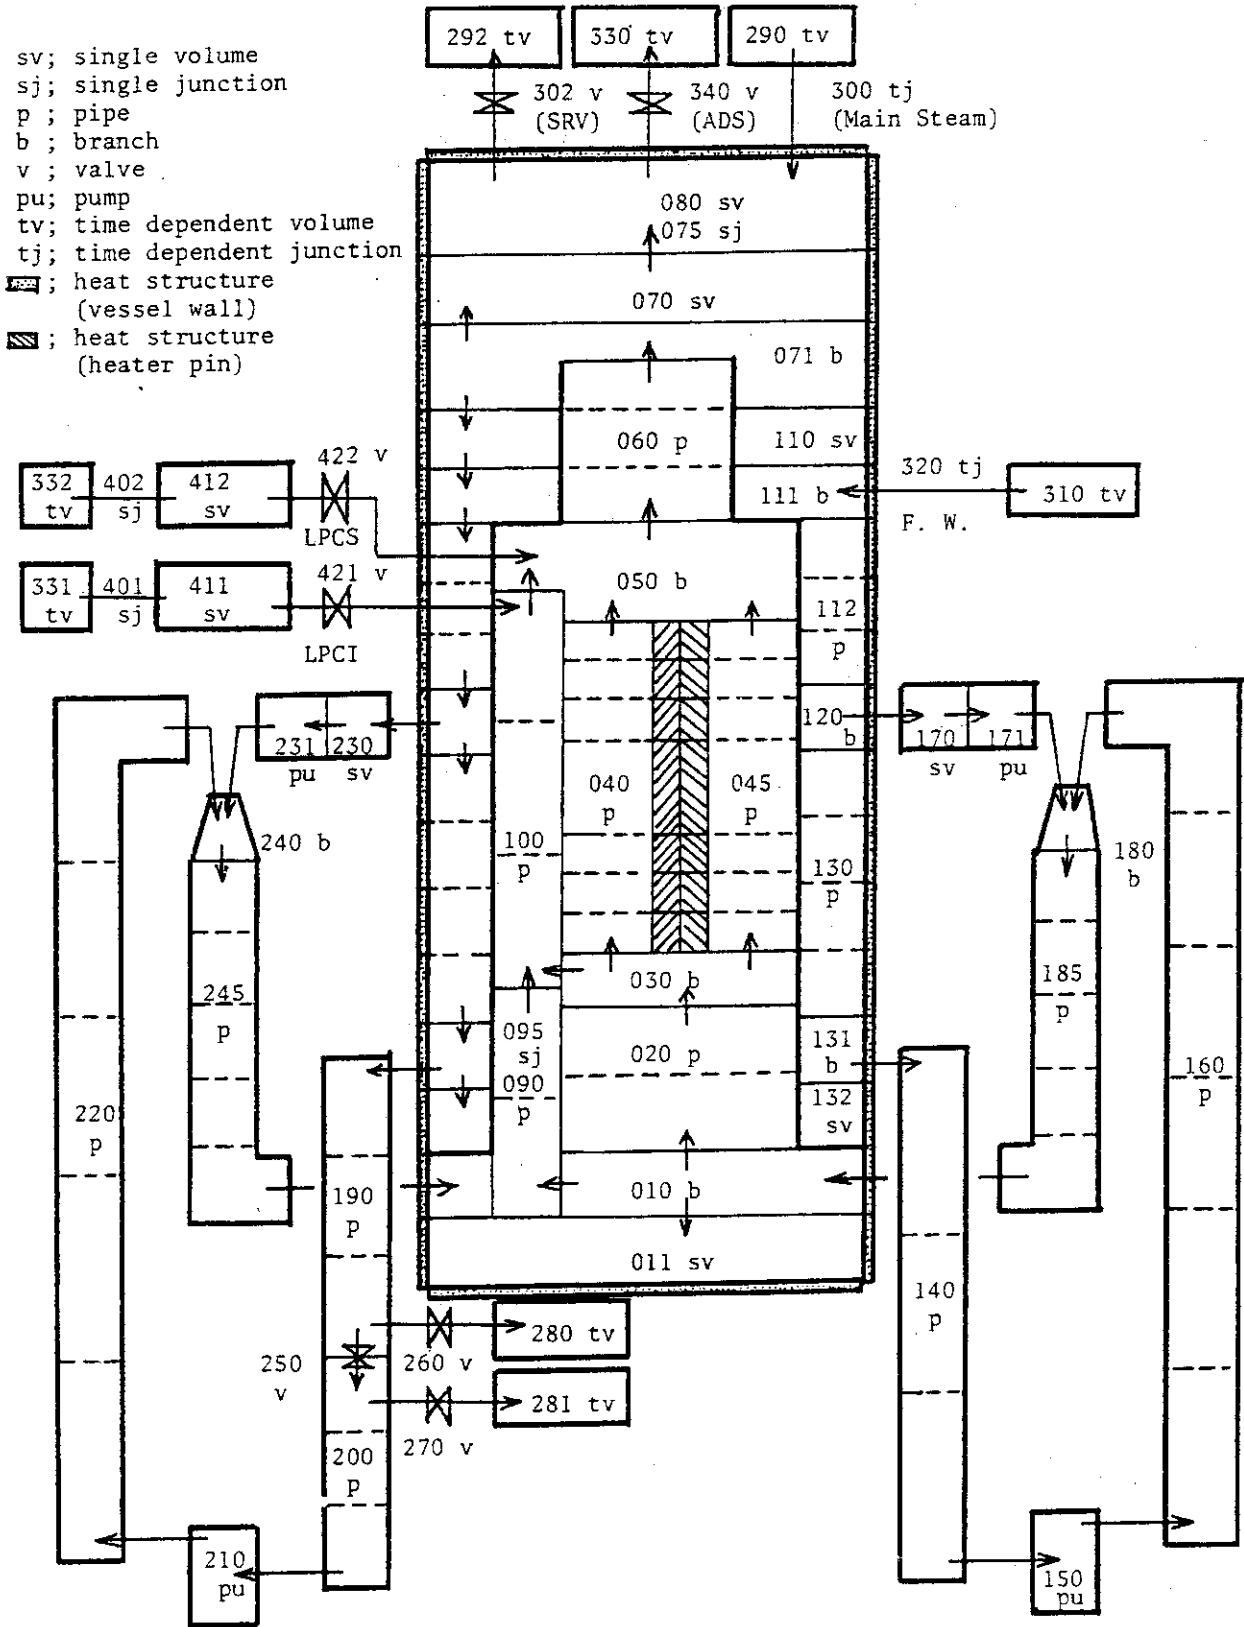 sv; single volume
sj; single junction
p ; pipe
b ; branch
v ; valve
pu; pump
tv; time dependent volume
tj; time dependent junction
; heat structure
(vessel wall)
; heat structure
(heater pin)
292 tv
330 tv
290 tv
302 v
(SRV)
340 v
(ADS)
300 tj
(Main Steam)
080 sv
075 sj
070 sv
071 b
060 p
110 sv
111 b
320 tj
F. W.
310 tv
332
tv
402
sj
412
sv
422 v
LPCS
331
tv
401
sj
411
sv
421 v
LPCI
050 b
112
p
120
b
231
pu
230
sv
170
sv
171
pu
040
p
045
p
240 b
100
p
130
p
180
b
245
p
185
p
030 b
095
sj
090
p
020 p
131
b
132
sv
220
p
160
p
190
p
010 b
011 sv
140
p
250
v
260 v
280 tv
270 v
281 tv
200
p
210
pu
150
pu